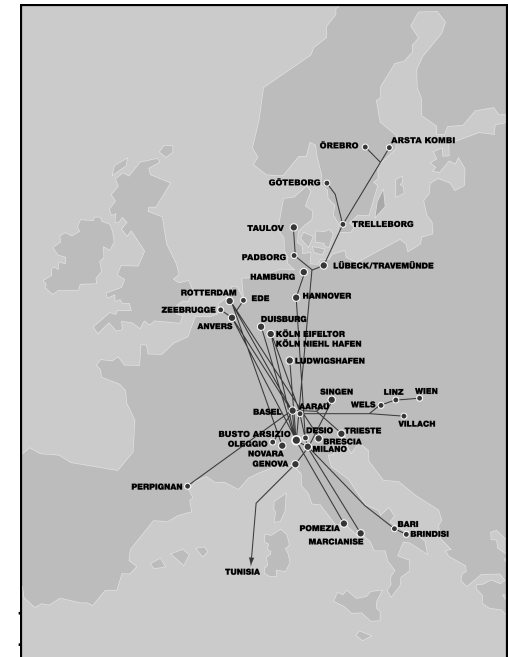 ÖREBRO
ARSTA KOMBI
GÖTEBORG
TAULOV
TRELLEBORG
PADBORG
LÜBECK/TRAVEMÜNDE
HAMBURG
ROTTERDAM
EDE
HANNOVER
ZEEBRUGGE
ANVERS
DUISBURG
KÖLN EIFELTOR
KÖLN NIEHL HAFEN
LUDWIGSHAFEN
SINGEN
LINZ
WIEN
BASEL
AARAÜ
WELS
VILLACH
BUSTO ARSIZIO
DESIO
TRIESTE
OLEGGIO
BRESCIA
NOVARA
MILANO
GENOVA
PERPIGNAN
POMEZIA
BARI
MARCIANISE
BRINDISI
TUNISIA